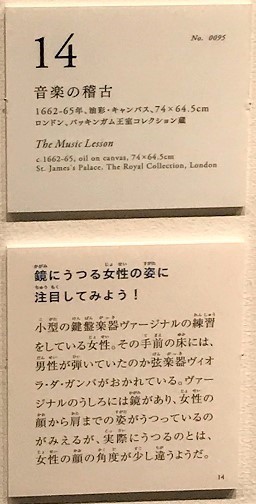 No. 0095
14
音楽の稽古
1662-65年、油彩・キャンバス、74×64.5cm
ロンドン、バッキンガム王室コレクション蔵
The Music Lesson
c.1662-65, oil on canvas, 74×64.5cm
St. James's Palace. The Royal Collection, London
鏡にうつる女性の姿に
注目してみよう！
小型の鍵盤楽器ヴァージナルの練習
をしている女性。その手前の床には、
男性が弾いていたのか弦楽器ヴィオ
ラ・ダ・ガンバがおかれている。ヴァー
ジナルのうしろには鏡があり、女性の
顔から肩までの姿がうつっているの
がみえるが、実際にうつるのとは、
女性の顔の角度が少し違うようだ。
14